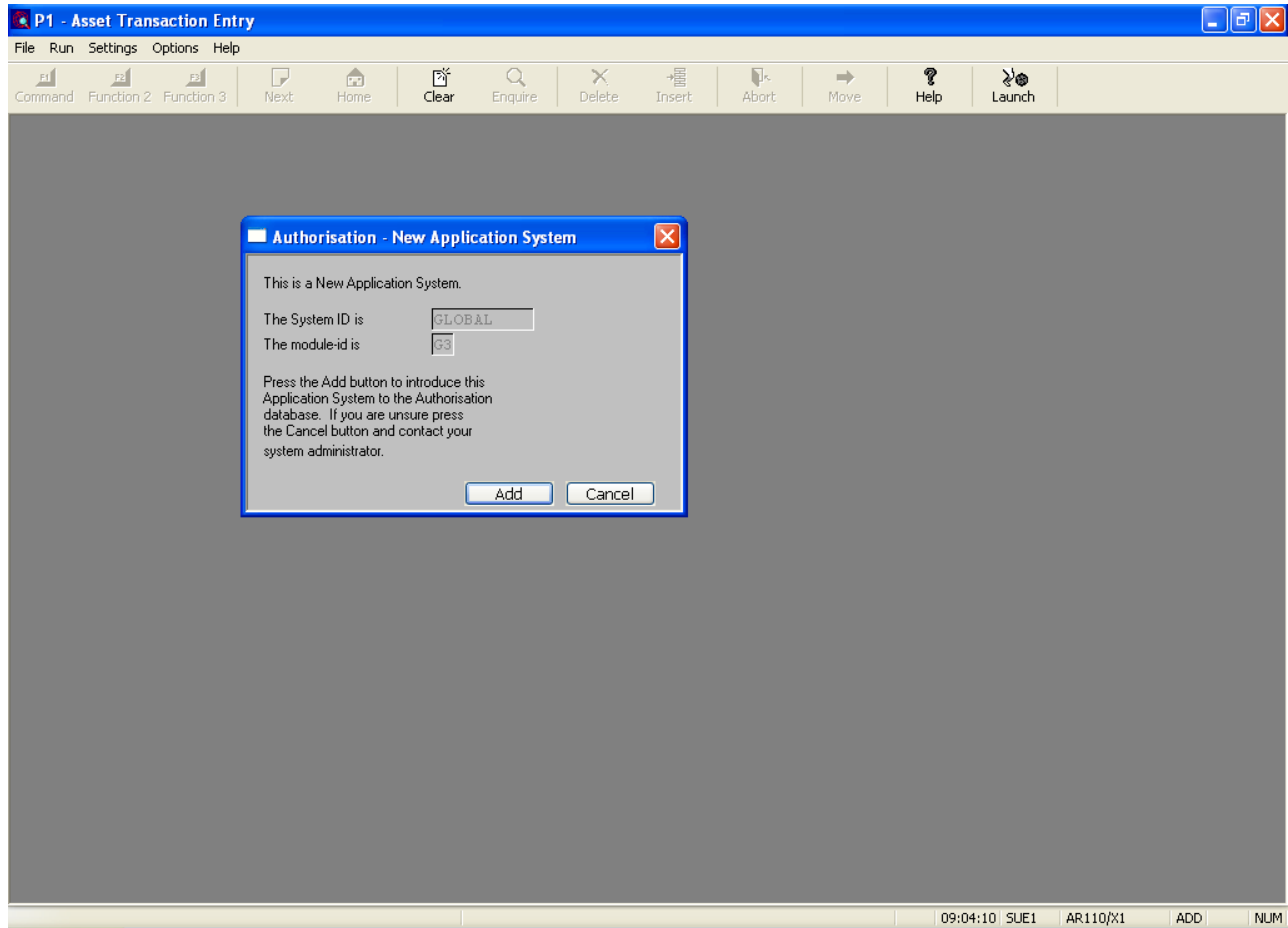 P1 - Asset Transaction Entry
File Run Settings Options Help
F1 F2 F3
Command Function 2 Function 3 Next Home Clear Enquire Delete Insert Abort Move Help Launch
Authorisation - New Application System
This is a New Application System.
The System ID is GLOBAL
The module-id is G3
Press the Add button to introduce this
Application System to the Authorisation
database. If you are unsure press
the Cancel button and contact your
system administrator.
Add Cancel
09:04:10 SUE1 AR110/X1 ADD NUM